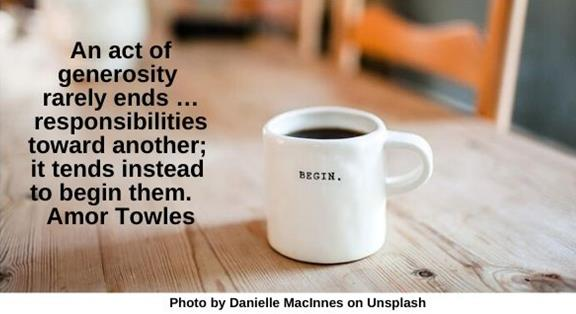 An act of
generosity
rarely ends …
responsibilities
toward another;
it tends instead
to begin them.
Amor Towles
BEGIN.
Photo by Danielle MacInnes on Unsplash